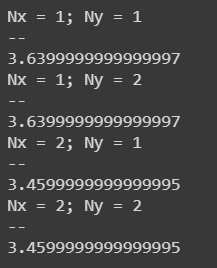 Nx = 1; Ny = 1
--
3.6399999999999997
Nx = 1; Ny = 2
--
3.6399999999999997
Nx = 2; Ny = 1
--
3.4599999999999995
Nx = 2; Ny = 2
--
3.4599999999999995